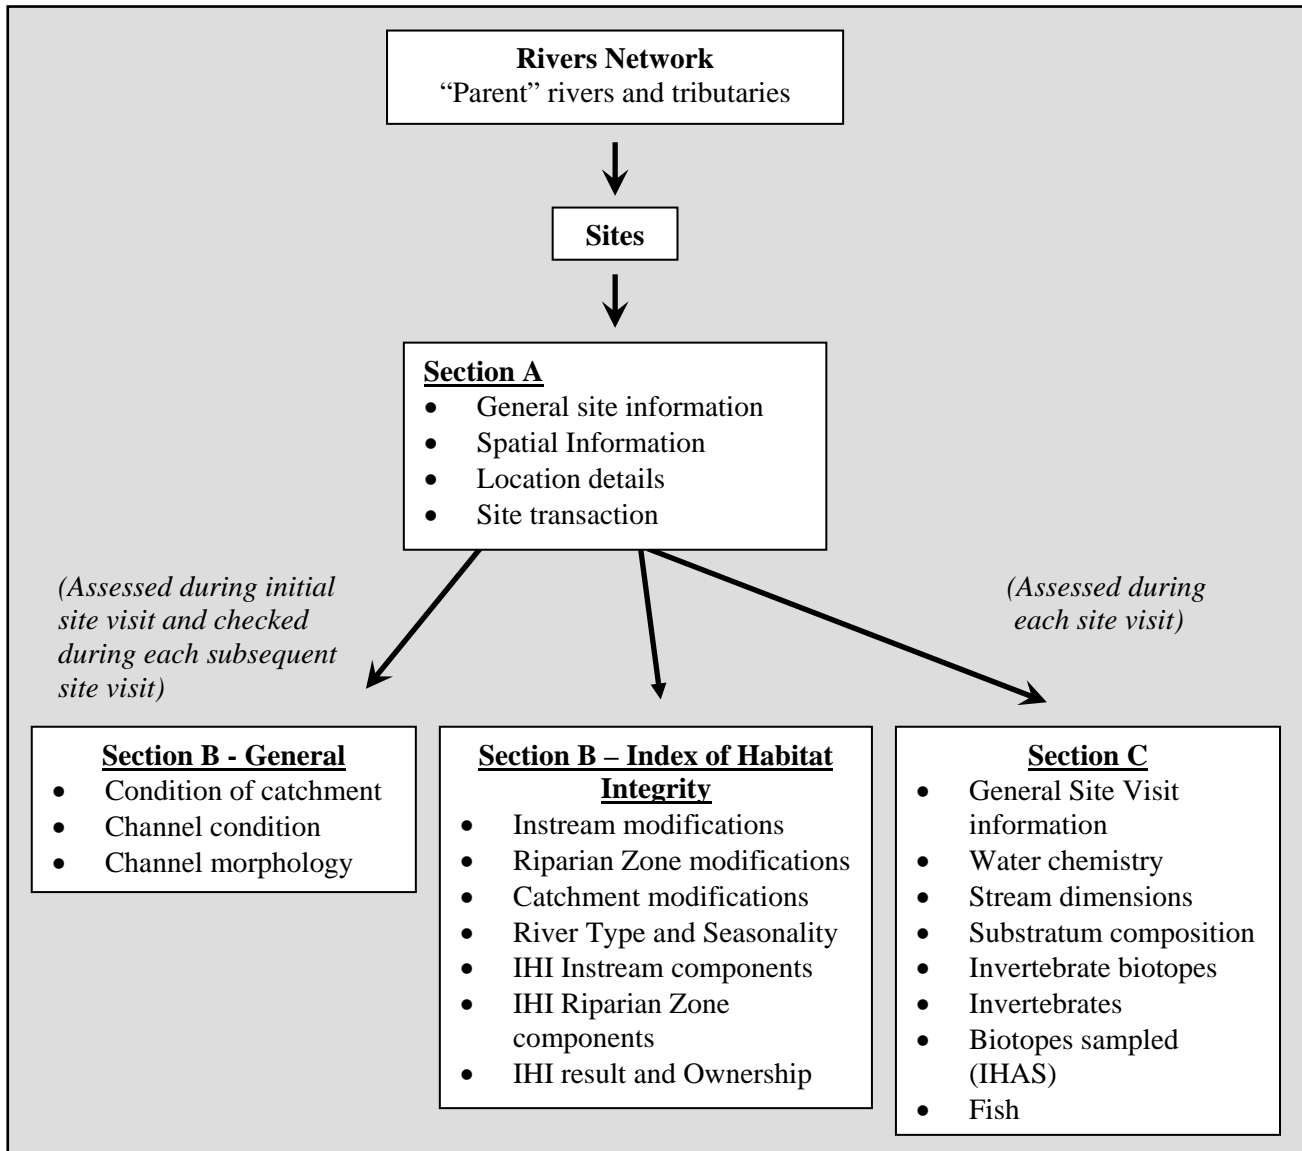 Rivers Network
“Parent” rivers and tributaries
Sites
Section A
• General site information
• Spatial Information
• Location details
• Site transaction
(Assessed during initial
site visit and checked
during each subsequent
site visit)
(Assessed during
each site visit)
Section B - General
• Condition of catchment
• Channel condition
• Channel morphology
Section B – Index of Habitat
Integrity
• Instream modifications
• Riparian Zone modifications
• Catchment modifications
• River Type and Seasonality
• IHI Instream components
• IHI Riparian Zone
components
• IHI result and Ownership
Section C
• General Site Visit
information
• Water chemistry
• Stream dimensions
• Substratum composition
• Invertebrate biotopes
• Invertebrates
• Biotopes sampled
(IHAS)
• Fish